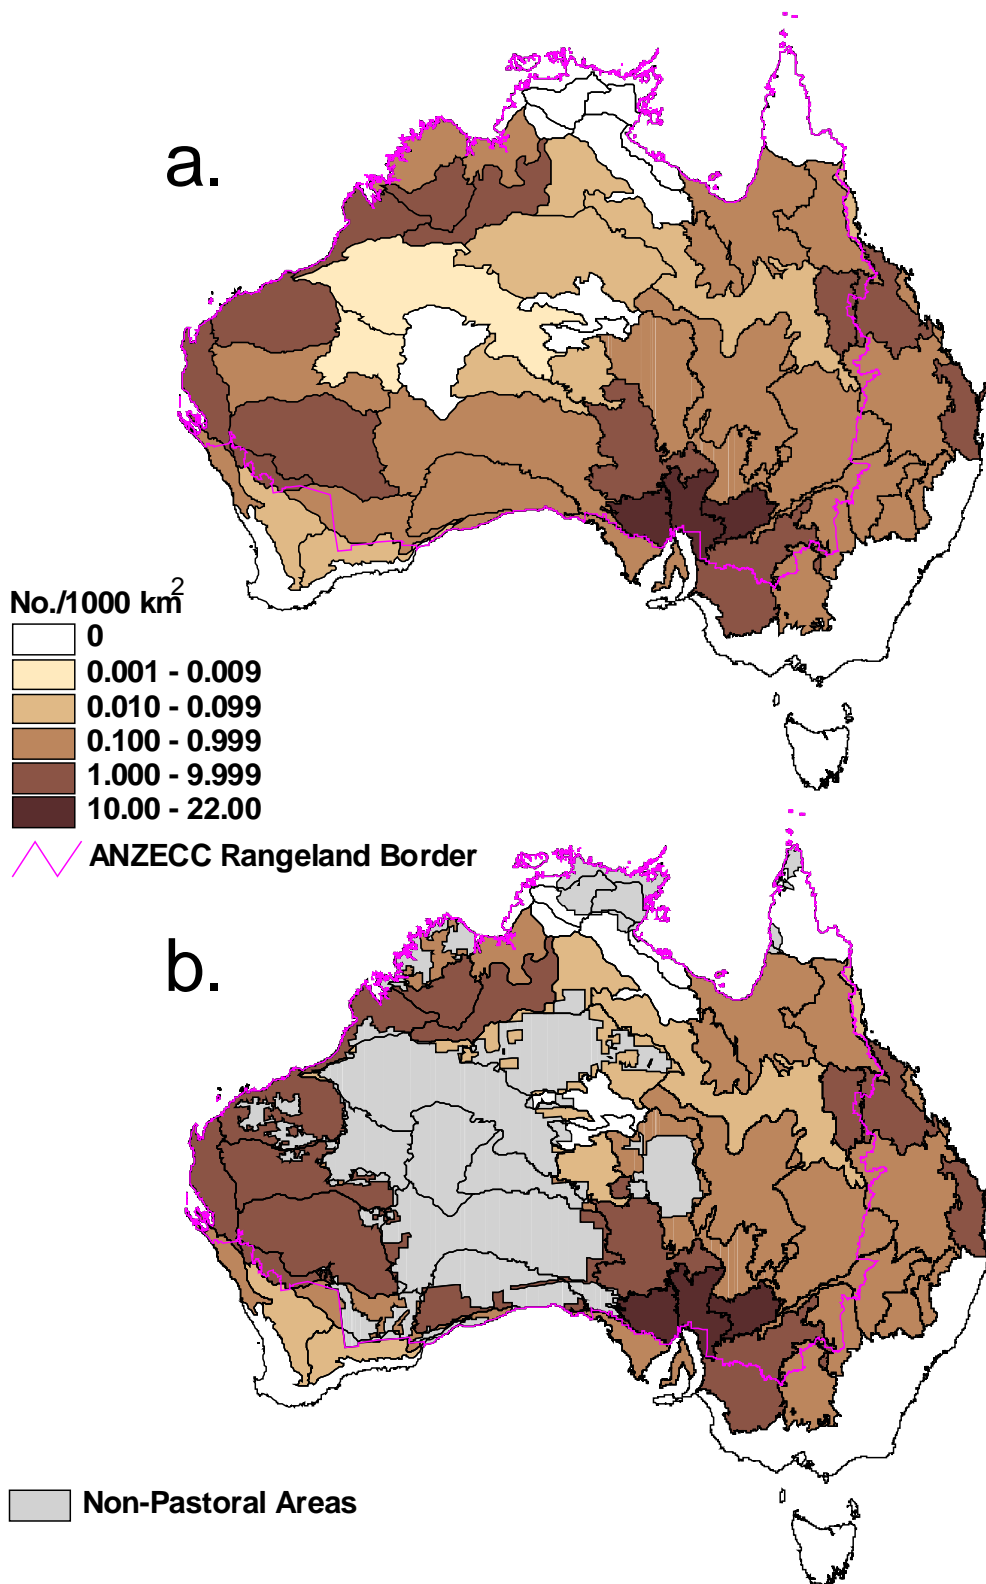 a.
No./1000 km²
0
0.001 - 0.009
0.010 - 0.099
0.100 - 0.999
1.000 - 9.999
10.00 - 22.00
ANZECC Rangeland Border
b.
Non-Pastoral Areas